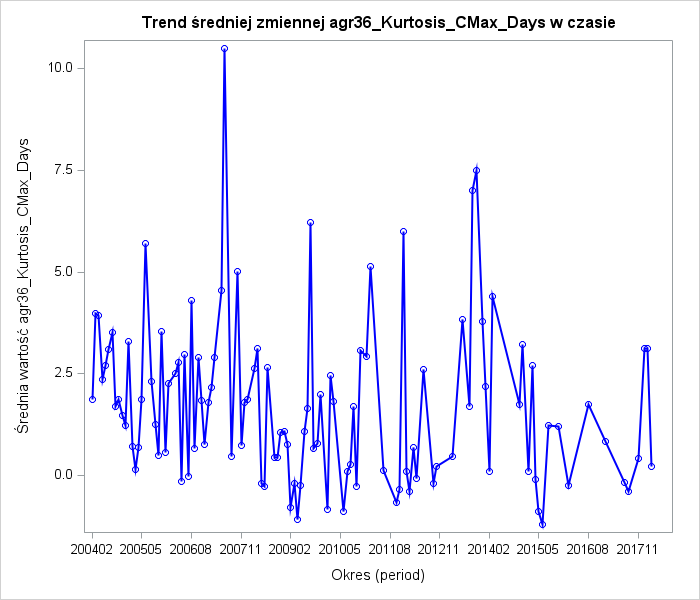 Trend średniej zmiennej agr36_Kurtosis_CMax_Days w czasie
Średnia wartość agr36_Kurtosis_CMax_Days
10.0
7.5
5.0
2.5
0.0
200402 200505 200608 200711 200902 201005 201108 201211 201402 201505 201608 201711
Okres (period)